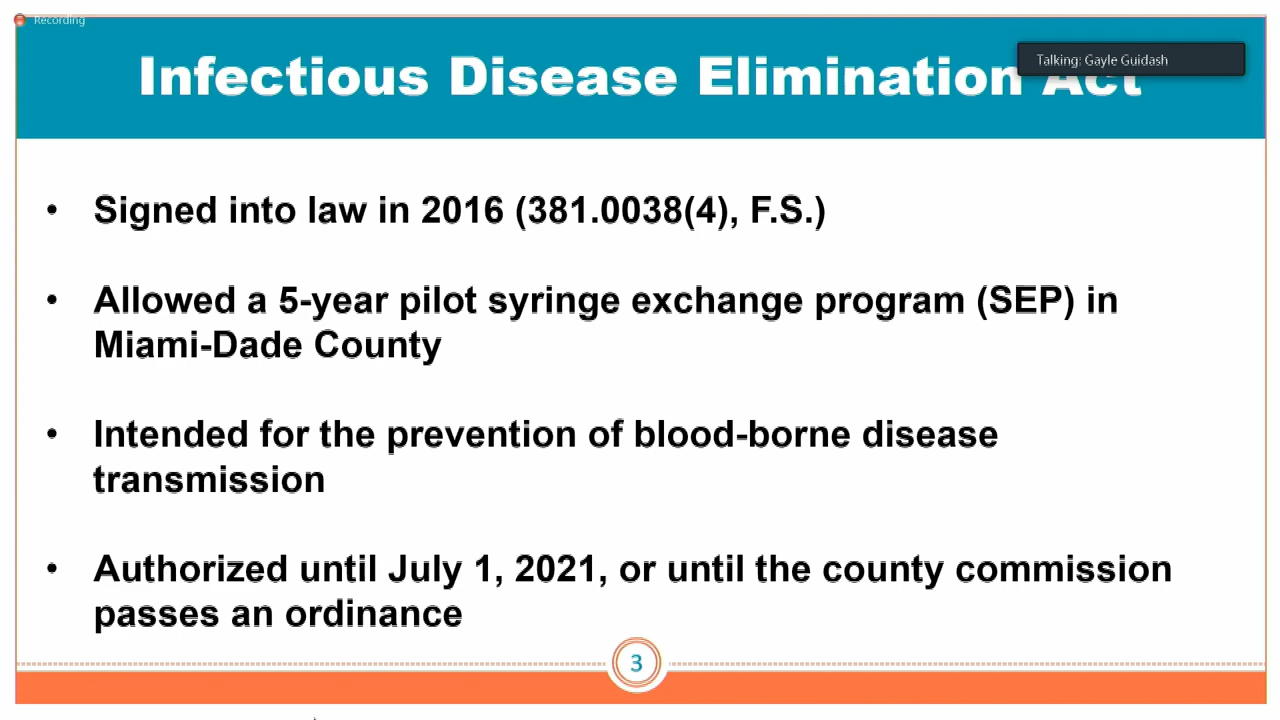 Recording
Talking: Gayle Guidash
Infectious Disease Elimination Act
• Signed into law in 2016 (381.0038(4), F.S.)
• Allowed a 5-year pilot syringe exchange program (SEP) in
Miami-Dade County
• Intended for the prevention of blood-borne disease
transmission
• Authorized until July 1, 2021, or until the county commission
passes an ordinance
3